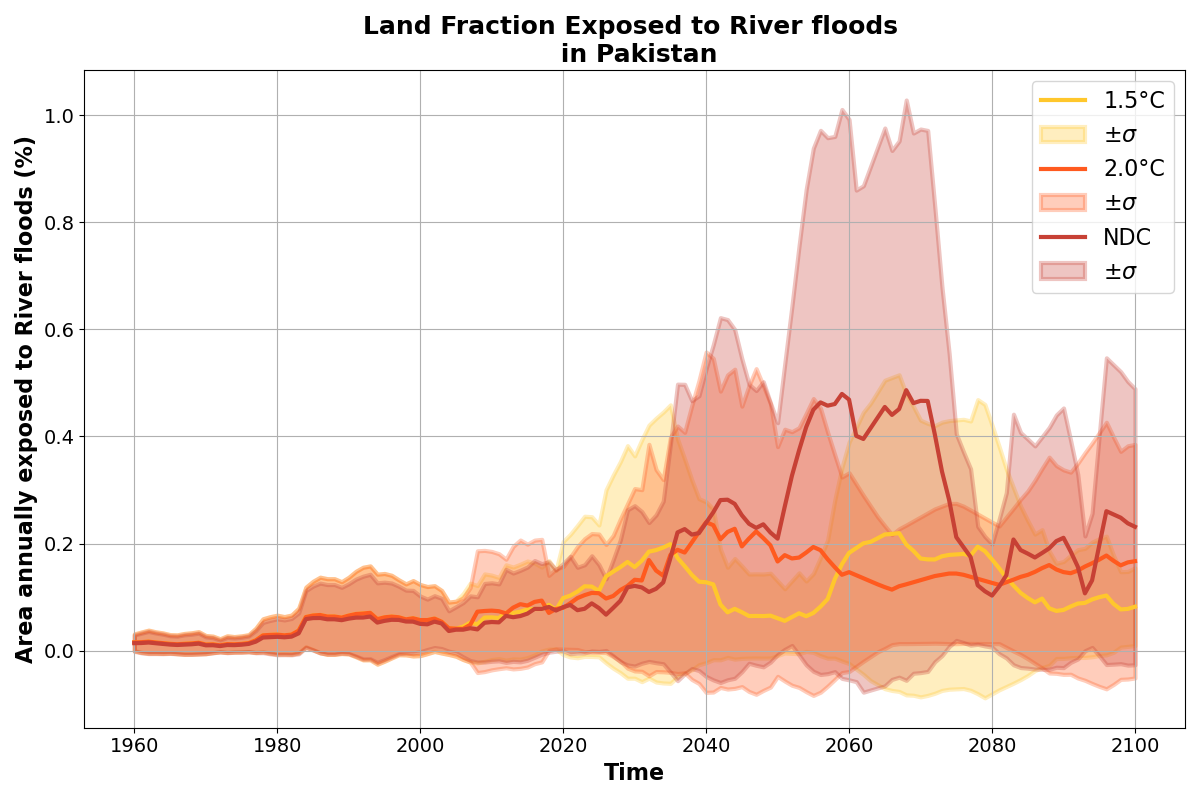 Land Fraction Exposed to River floods
in Pakistan
Area annually exposed to River floods (%)
1.0
0.8
0.6
0.4
0.2
0.0
1960 1980 2000 2020 2040 2060 2080 2100
Time
1.5°C
±σ
2.0°C
±σ
NDC
±σ